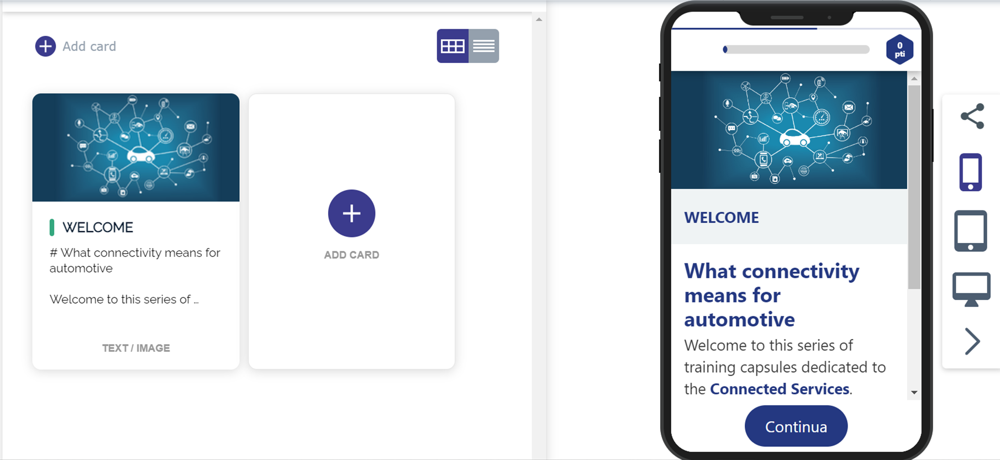 Add card
WELCOME
# What connectivity means for
automotive
Welcome to this series of ...
TEXT / IMAGE
ADD CARD
0
pti
WELCOME
What connectivity
means for
automotive
Welcome to this series of
training capsules dedicated to
the Connected Services.
Continua